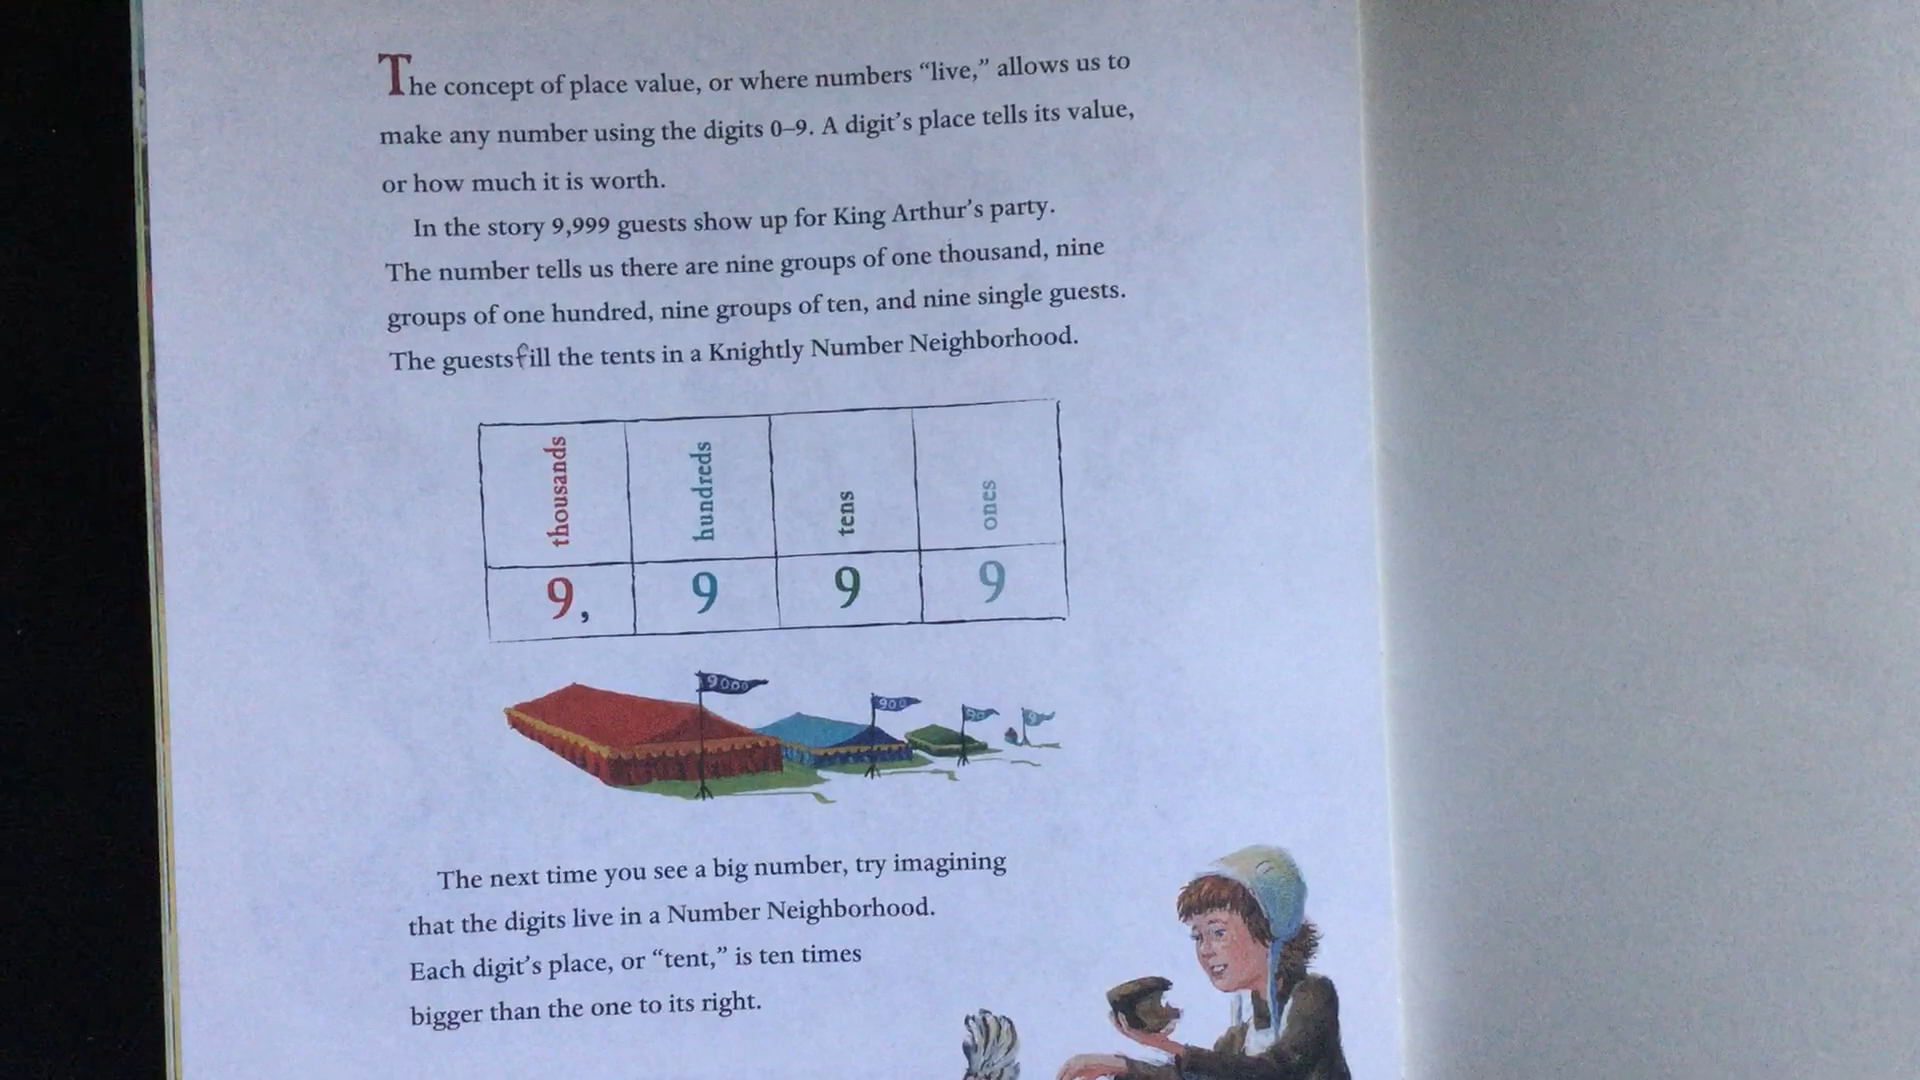 The concept of place value, or where numbers “live,” allows us to
make any number using the digits 0–9. A digit’s place tells its value,
or how much it is worth.
In the story 9,999 guests show up for King Arthur’s party.
The number tells us there are nine groups of one thousand, nine
groups of one hundred, nine groups of ten, and nine single guests.
The guests fill the tents in a Knightly Number Neighborhood.
thousands hundreds tens ones
9, 9 9 9
9000
900
90
9
The next time you see a big number, try imagining
that the digits live in a Number Neighborhood.
Each digit’s place, or “tent,” is ten times
bigger than the one to its right.